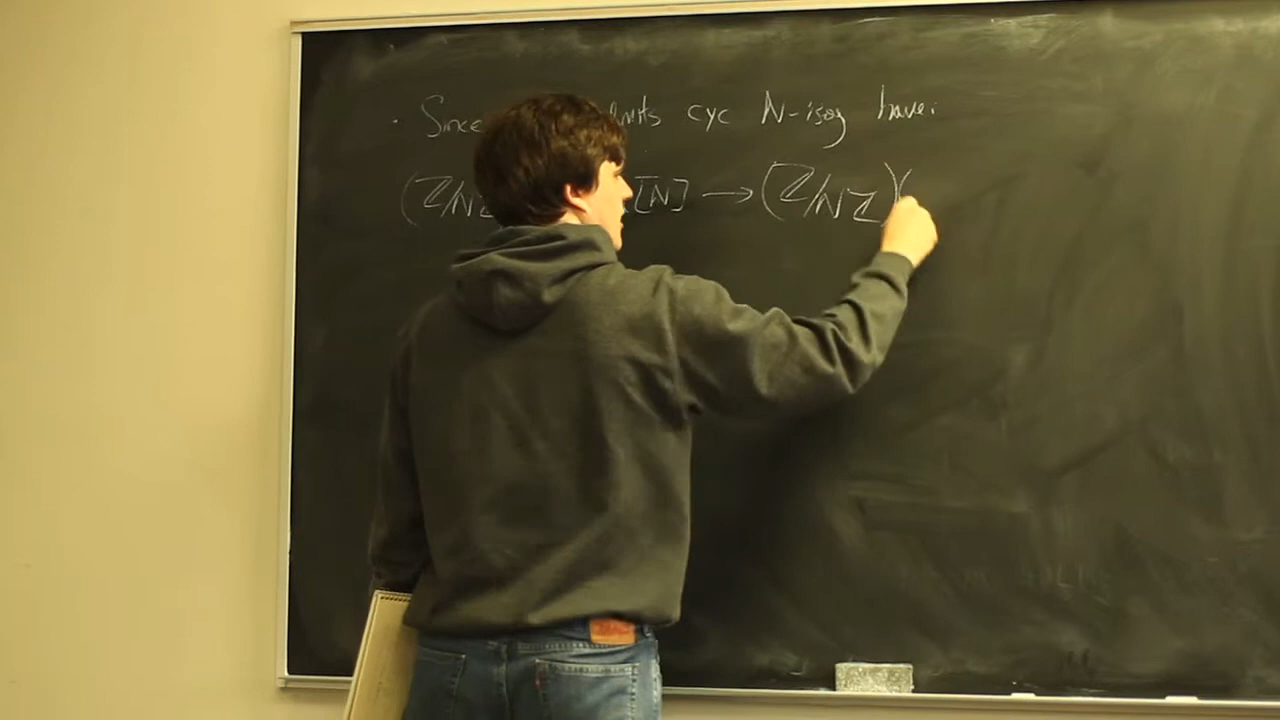 · Since cyc N-isog have:
(ℤ/Nℤ [N] → (ℤ/Nℤ)(